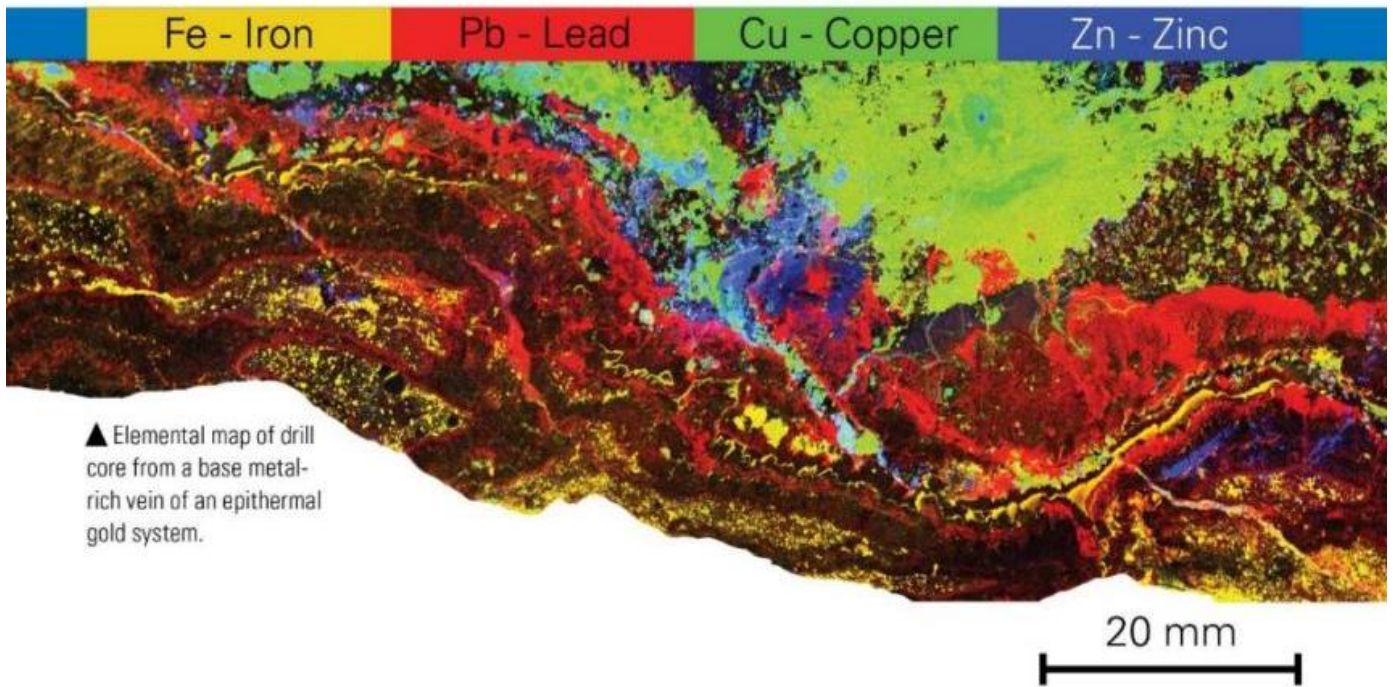 Fe - Iron Pb - Lead Cu - Copper Zn - Zinc
▲ Elemental map of drill
core from a base metal-
rich vein of an epithermal
gold system.
20 mm